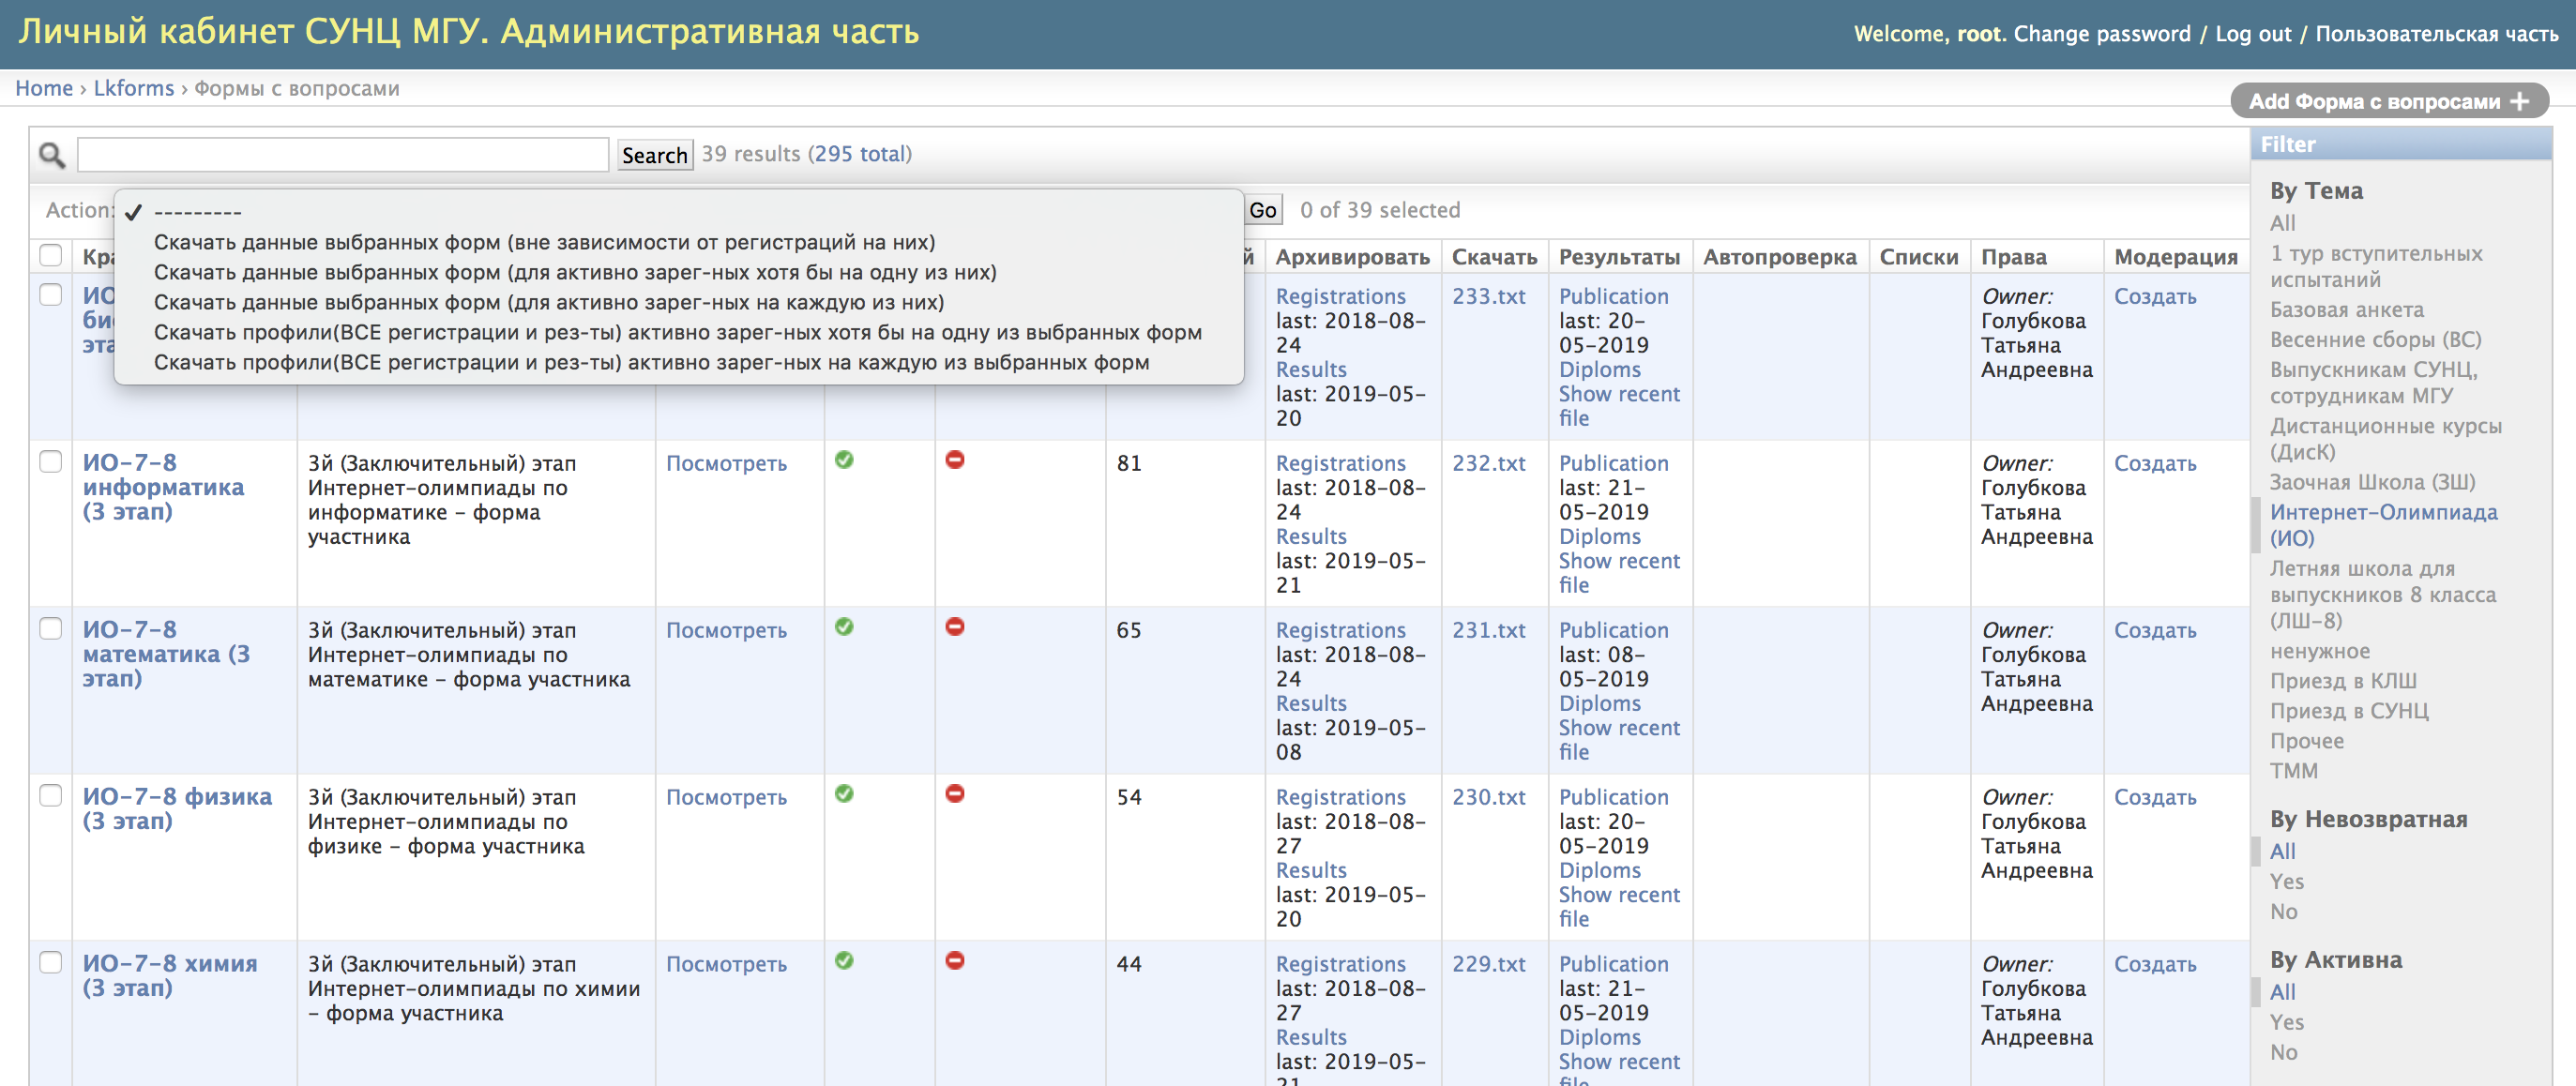 Личный кабинет СУНЦ МГУ. Административная часть
Welcome, root. Change password / Log out / Пользовательская часть
Home › Lkforms › Формы с вопросами
Add Форма с вопросами +
Search 39 results (295 total)
Action:
✓ ---------
Скачать данные выбранных форм (вне зависимости от регистраций на них)
Скачать данные выбранных форм (для активно зарег-ных хотя бы на одну из них)
Скачать данные выбранных форм (для активно зарег-ных на каждую из них)
Скачать профили(ВСЕ регистрации и рез-ты) активно зарег-ных хотя бы на одну из выбранных форм
Скачать профили(ВСЕ регистрации и рез-ты) активно зарег-ных на каждую из выбранных форм
Go 0 of 39 selected
Архивировать Скачать Результаты Автопроверка Списки Права Модерация
Registrations
last: 2018-08-
24
Results
last: 2019-05-
20
233.txt
Publication
last: 20-
05-2019
Diploms
Show recent
file
Owner:
Голубкова
Татьяна
Андреевна
Создать
ИО-7-8
информатика
(3 этап)
3й (Заключительный) этап
Интернет-олимпиады по
информатике - форма
участника
Посмотреть
81
Registrations
last: 2018-08-
24
Results
last: 2019-05-
21
232.txt
Publication
last: 21-
05-2019
Diploms
Show recent
file
Owner:
Голубкова
Татьяна
Андреевна
Создать
ИО-7-8
математика (3
этап)
3й (Заключительный) этап
Интернет-олимпиады по
математике - форма участника
Посмотреть
65
Registrations
last: 2018-08-
24
Results
last: 2019-05-
08
231.txt
Publication
last: 08-
05-2019
Diploms
Show recent
file
Owner:
Голубкова
Татьяна
Андреевна
Создать
ИО-7-8 физика
(3 этап)
3й (Заключительный) этап
Интернет-олимпиады по
физике - форма участника
Посмотреть
54
Registrations
last: 2018-08-
27
Results
last: 2019-05-
20
230.txt
Publication
last: 20-
05-2019
Diploms
Show recent
file
Owner:
Голубкова
Татьяна
Андреевна
Создать
ИО-7-8 химия
(3 этап)
3й (Заключительный) этап
Интернет-олимпиады по химии
- форма участника
Посмотреть
44
Registrations
last: 2018-08-
27
Results
last: 2019-05-
229.txt
Publication
last: 21-
05-2019
Diploms
Show recent
Owner:
Голубкова
Татьяна
Андреевна
Создать
Filter
By Тема
All
1 тур вступительных
испытаний
Базовая анкета
Весенние сборы (ВС)
Выпускникам СУНЦ,
сотрудникам МГУ
Дистанционные курсы
(ДисК)
Заочная Школа (ЗШ)
Интернет-Олимпиада
(ИО)
Летняя школа для
выпускников 8 класса
(ЛШ-8)
ненужное
Приезд в КЛШ
Приезд в СУНЦ
Прочее
ТММ
By Невозвратная
All
Yes
No
By Активна
All
Yes
No